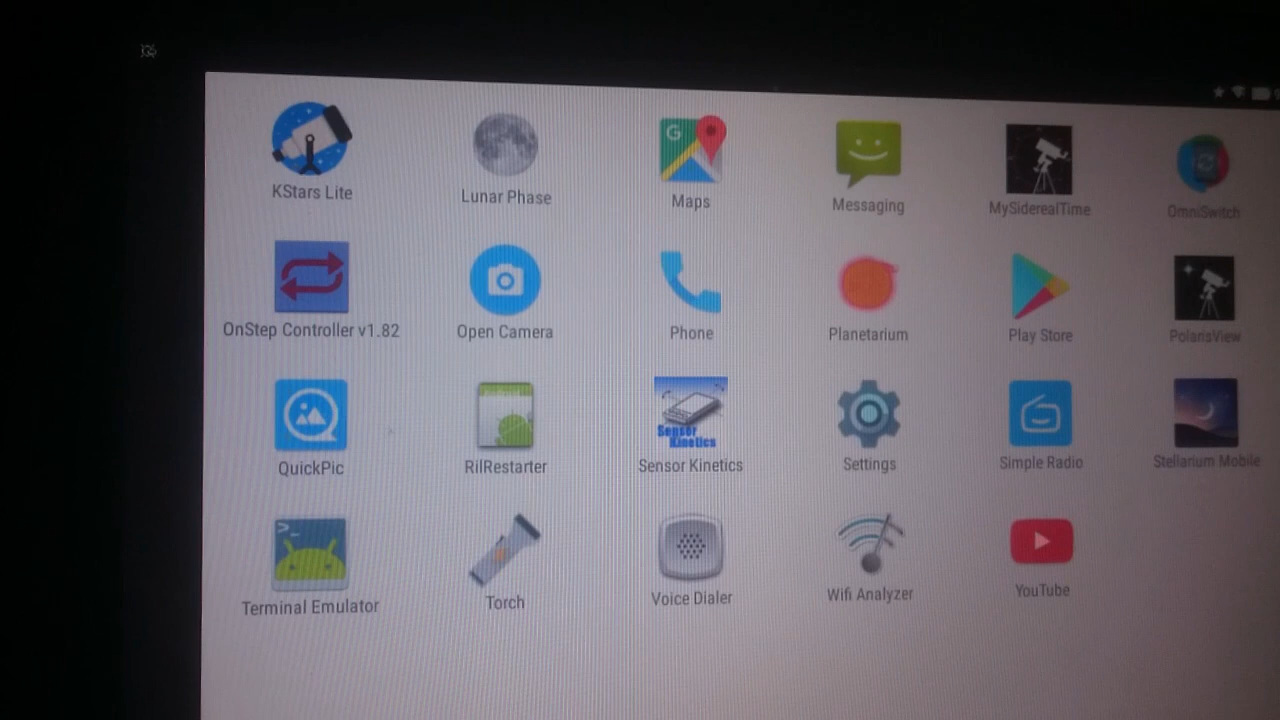 KStars Lite
Lunar Phase
Maps
Messaging
MySiderealTime
OmniSwitch
OnStep Controller v1.82
Open Camera
Phone
Planetarium
Play Store
PolarisView
QuickPic
RilRestarter
Sensor
Kinetics
Sensor Kinetics
Settings
Simple Radio
Stellarium Mobile
Terminal Emulator
Torch
Voice Dialer
Wifi Analyzer
YouTube